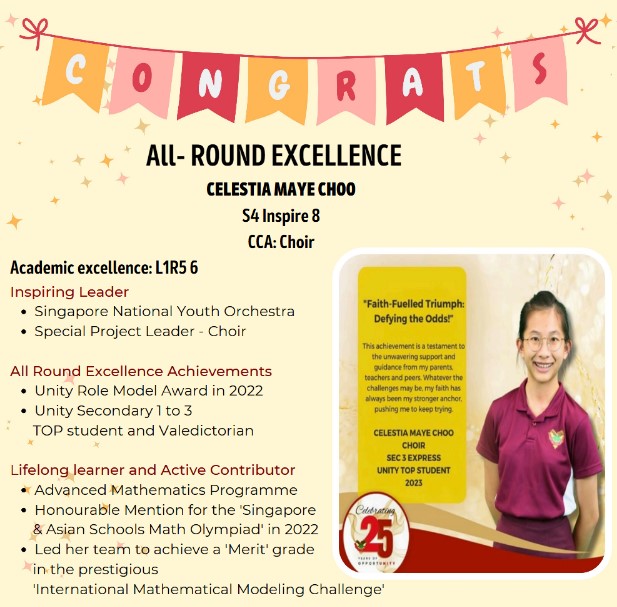 CONGRATS
All- ROUND EXCELLENCE
CELESTIA MAYE CHOO
S4 Inspire 8
CCA: Choir
Academic excellence: L1R5 6
Inspiring Leader
• Singapore National Youth Orchestra
• Special Project Leader - Choir
All Round Excellence Achievements
• Unity Role Model Award in 2022
• Unity Secondary 1 to 3
TOP student and Valedictorian
Lifelong learner and Active Contributor
• Advanced Mathematics Programme
• Honourable Mention for the 'Singapore
& Asian Schools Math Olympiad' in 2022
• Led her team to achieve a 'Merit' grade
in the prestigious
'International Mathematical Modeling Challenge'
"Faith-Fuelled Triumph:
Defying the Odds!"
This achievement is a testament to
the unwavering support and
guidance from my parents,
teachers and peers. Whatever the
challenges may be, my faith has
always been my stronger anchor,
pushing me to keep trying.
CELESTIA MAYE CHOO
CHOIR
SEC 3 EXPRESS
UNITY TOP STUDENT
2023
Celebrating
25
YEARS OF
OPPORTUNITY